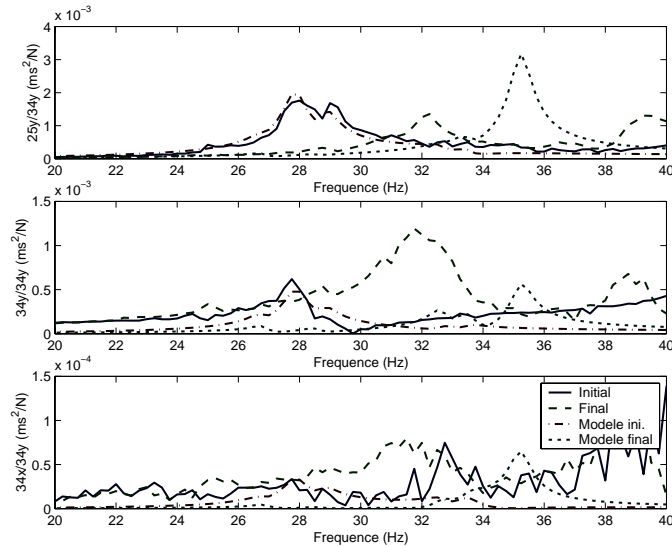 x 10⁻³
4
3
2
1
0
25y/34y (ms²/N)
20 22 24 26 28 30 32 34 36 38 40
Frequence (Hz)
x 10⁻³
1.5
1
0.5
0
34y/34y (ms²/N)
20 22 24 26 28 30 32 34 36 38 40
Frequence (Hz)
x 10⁻⁴
1.5
1
0.5
0
34x/34y (ms²/N)
Initial
Final
Modele ini.
Modele final
20 22 24 26 28 30 32 34 36 38 40
Frequence (Hz)